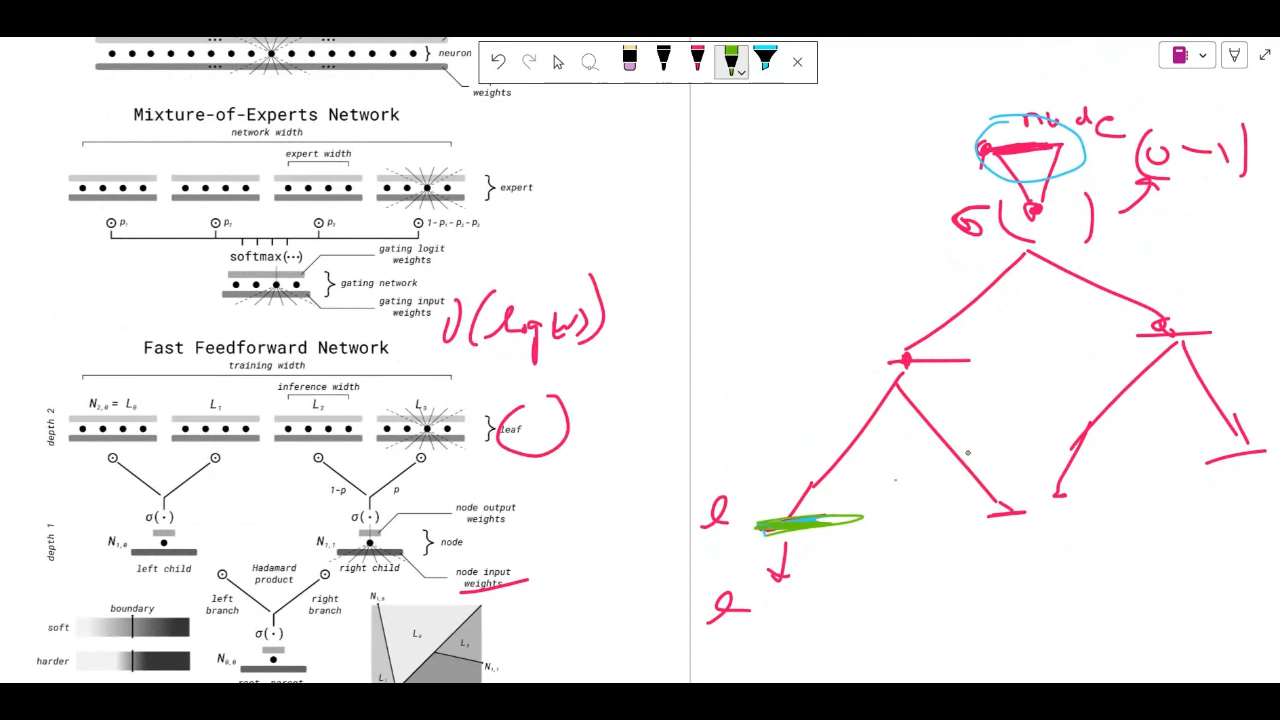 neuron
weights
Mixture-of-Experts Network
network width
expert width
expert
p₁
p₂
p₃
1-p₁-p₂-p₃
softmax(···)
gating logit
weights
gating network
gating input
weights
O(log w)
Fast Feedforward Network
training width
inference width
depth 2
N₂,₀ = L₀
L₁
L₂
L₃
leaf
1-p
p
σ(·)
σ(·)
node output
weights
depth 1
N₁,₀
N₁,₁
node
left child
Hadamard
product
right child
node input
weights
left
branch
right
branch
boundary
soft
harder
σ(·)
N₀,₀
root, parent
N₁,₀
L₀
L₃
N₁,₁
L₁
node
(0-1)
σ( )
l
l